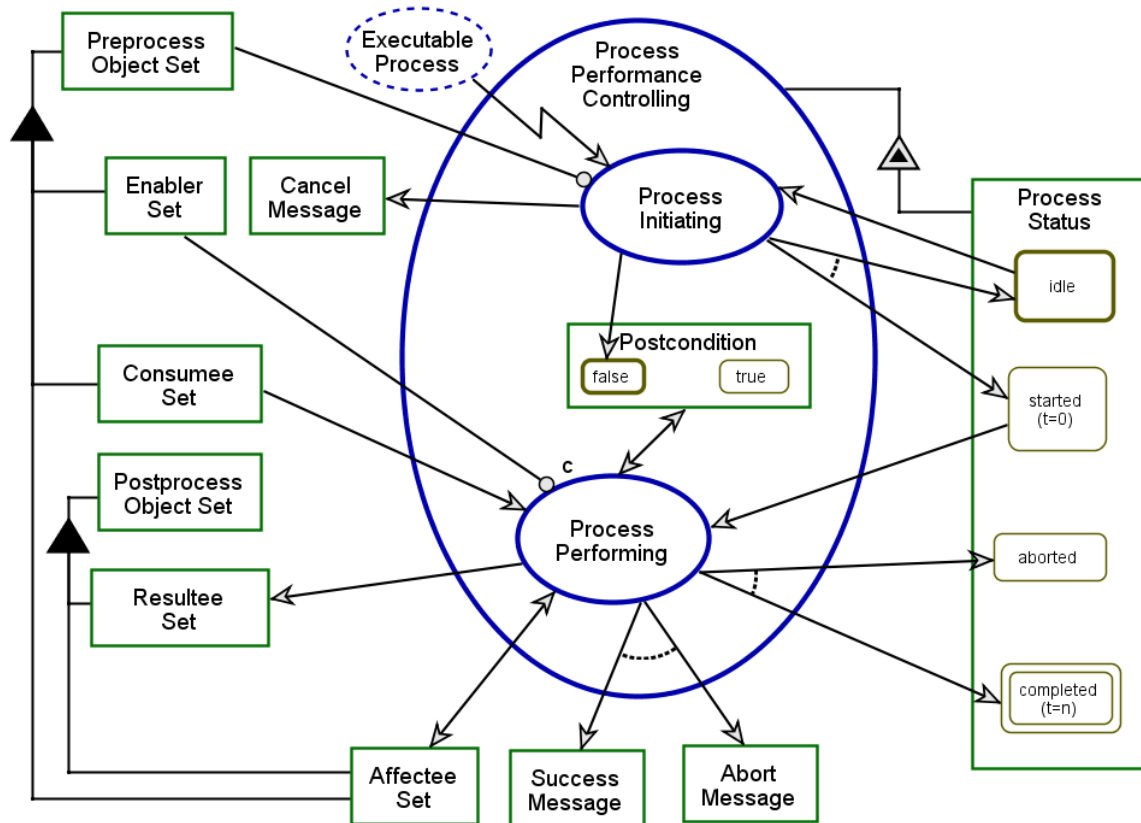 Preprocess
Object Set
Executable
Process
Process
Performance
Controlling
Enabler
Set
Cancel
Message
Process
Initiating
Process
Status
idle
Postcondition
false
true
Consumee
Set
started
(t=0)
Postprocess
Object Set
c
Process
Performing
aborted
Resultee
Set
completed
(t=n)
Affectee
Set
Success
Message
Abort
Message